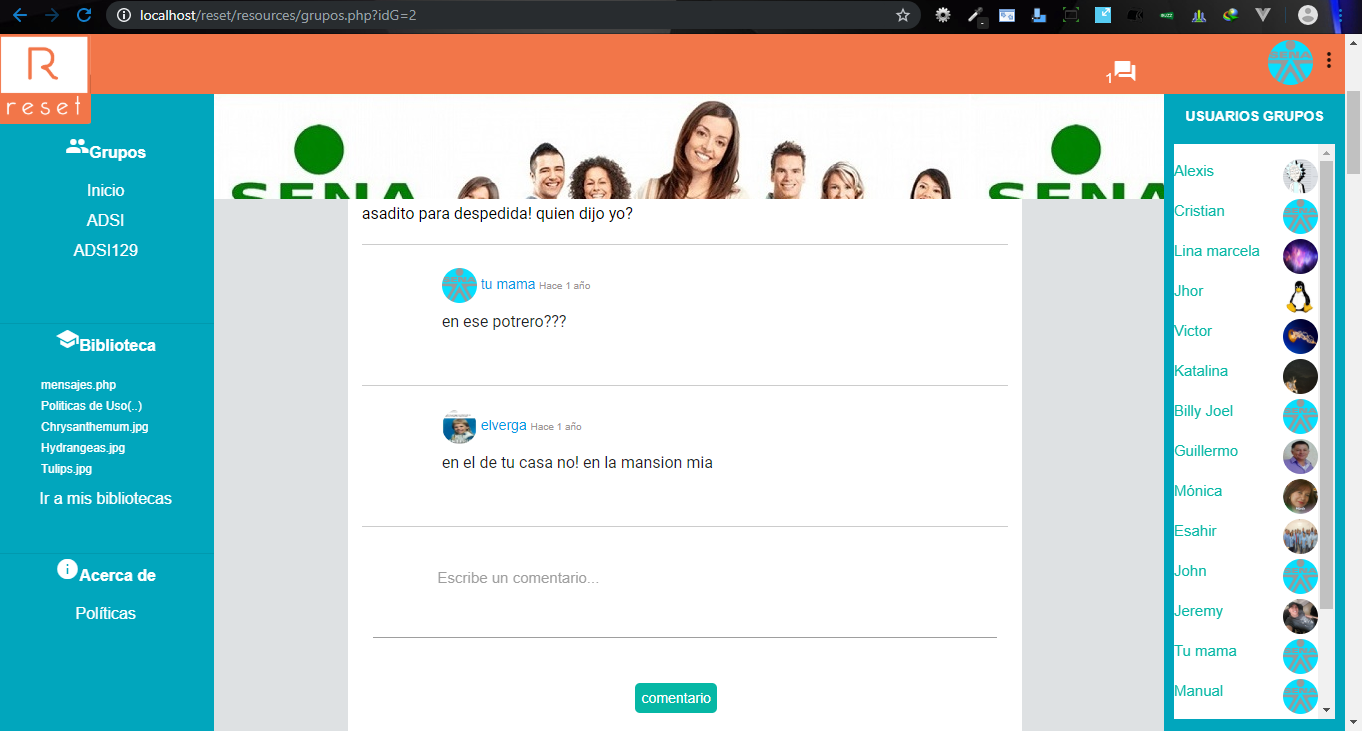 localhost/reset/resources/grupos.php?idG=2
R
reset
1
Grupos
Inicio
ADSI
ADSI129
Biblioteca
mensajes.php
Politicas de Uso(..)
Chrysanthemum.jpg
Hydrangeas.jpg
Tulips.jpg
Ir a mis bibliotecas
Acerca de
Políticas
SENA
SENA
asadito para despedida! quien dijo yo?
tu mama Hace 1 año
en ese potrero???
elverga Hace 1 año
en el de tu casa no! en la mansion mia
Escribe un comentario...
comentario
USUARIOS GRUPOS
Alexis
Cristian
Lina marcela
Jhor
Victor
Katalina
Billy Joel
Guillermo
Mónica
Esahir
John
Jeremy
Tu mama
Manual